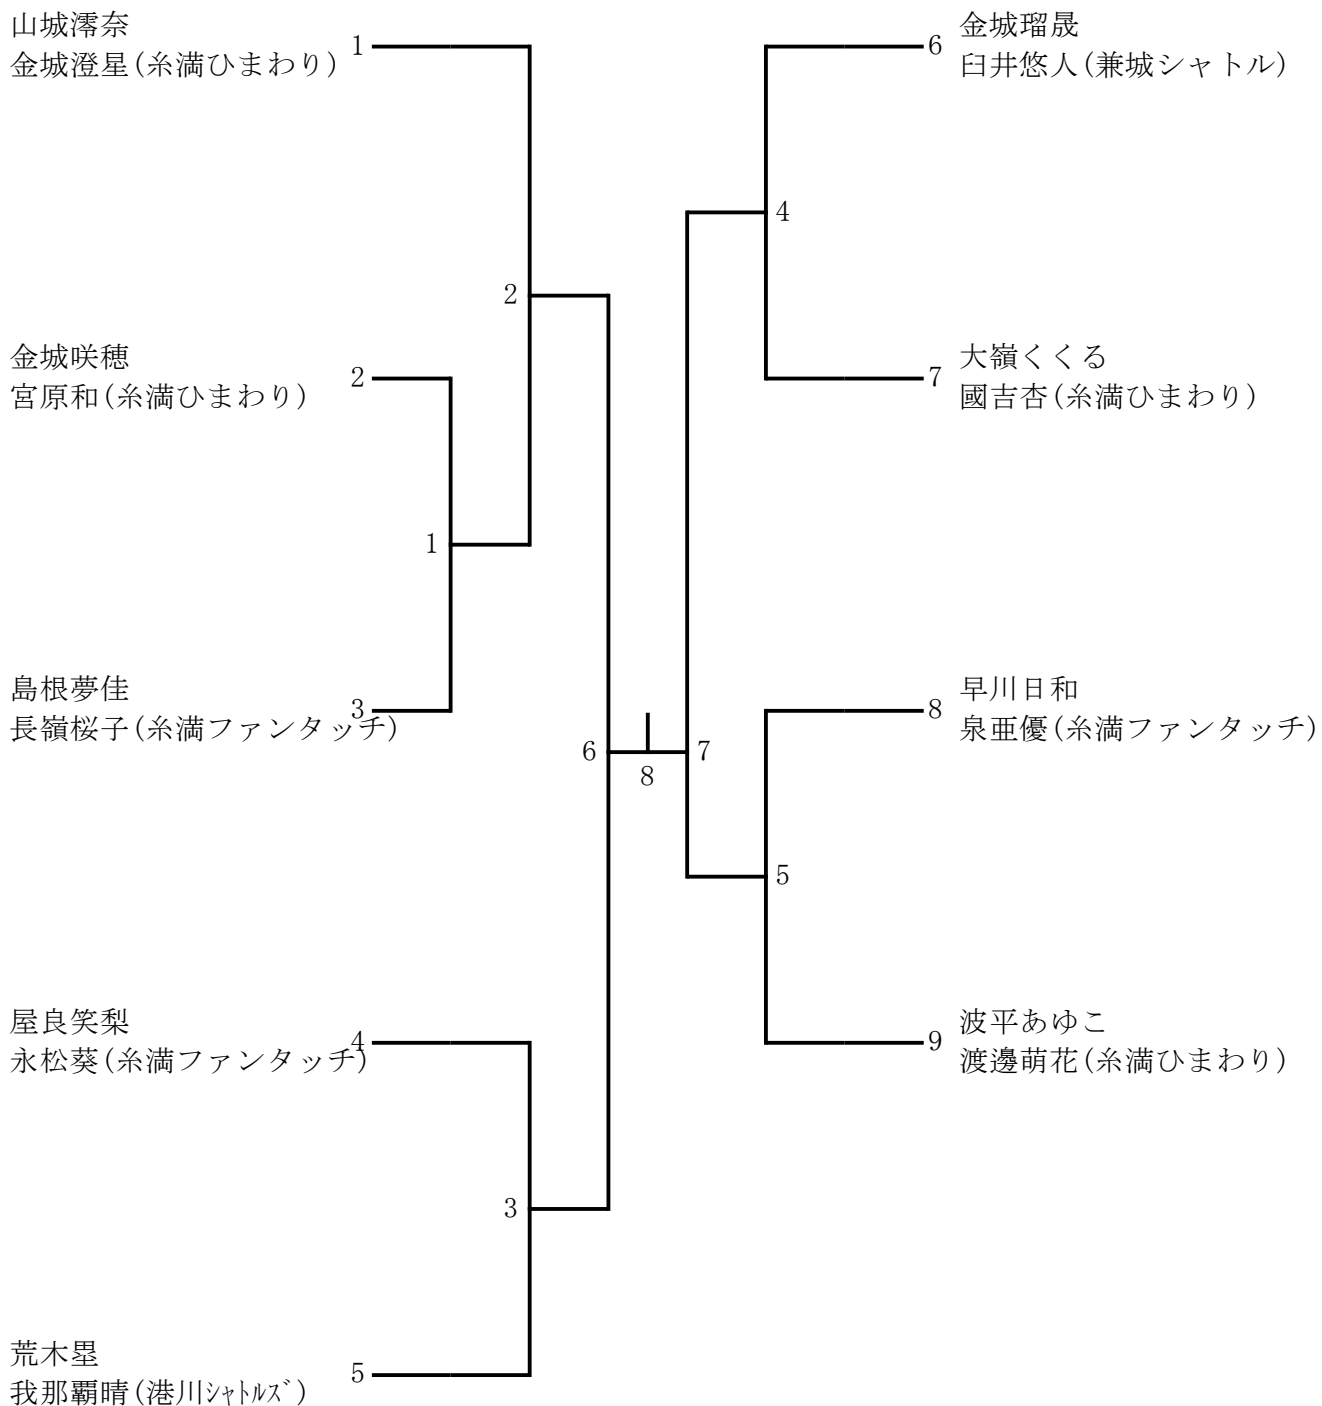 山城澪奈
金城澄星(糸満ひまわり)
1
金城咲穂
宮原和(糸満ひまわり)
2
島根夢佳
長嶺桜子(糸満ファンタッチ)
3
屋良笑梨
永松葵(糸満ファンタッチ)
4
荒木塁
我那覇晴(港川ｼｬﾄﾙｽﾞ)
5
2
1
3
6
8
7
4
5
6
金城瑠晟
臼井悠人(兼城シャトル)
7
大嶺くくる
國吉杏(糸満ひまわり)
8
早川日和
泉亜優(糸満ファンタッチ)
9
波平あゆこ
渡邊萌花(糸満ひまわり)